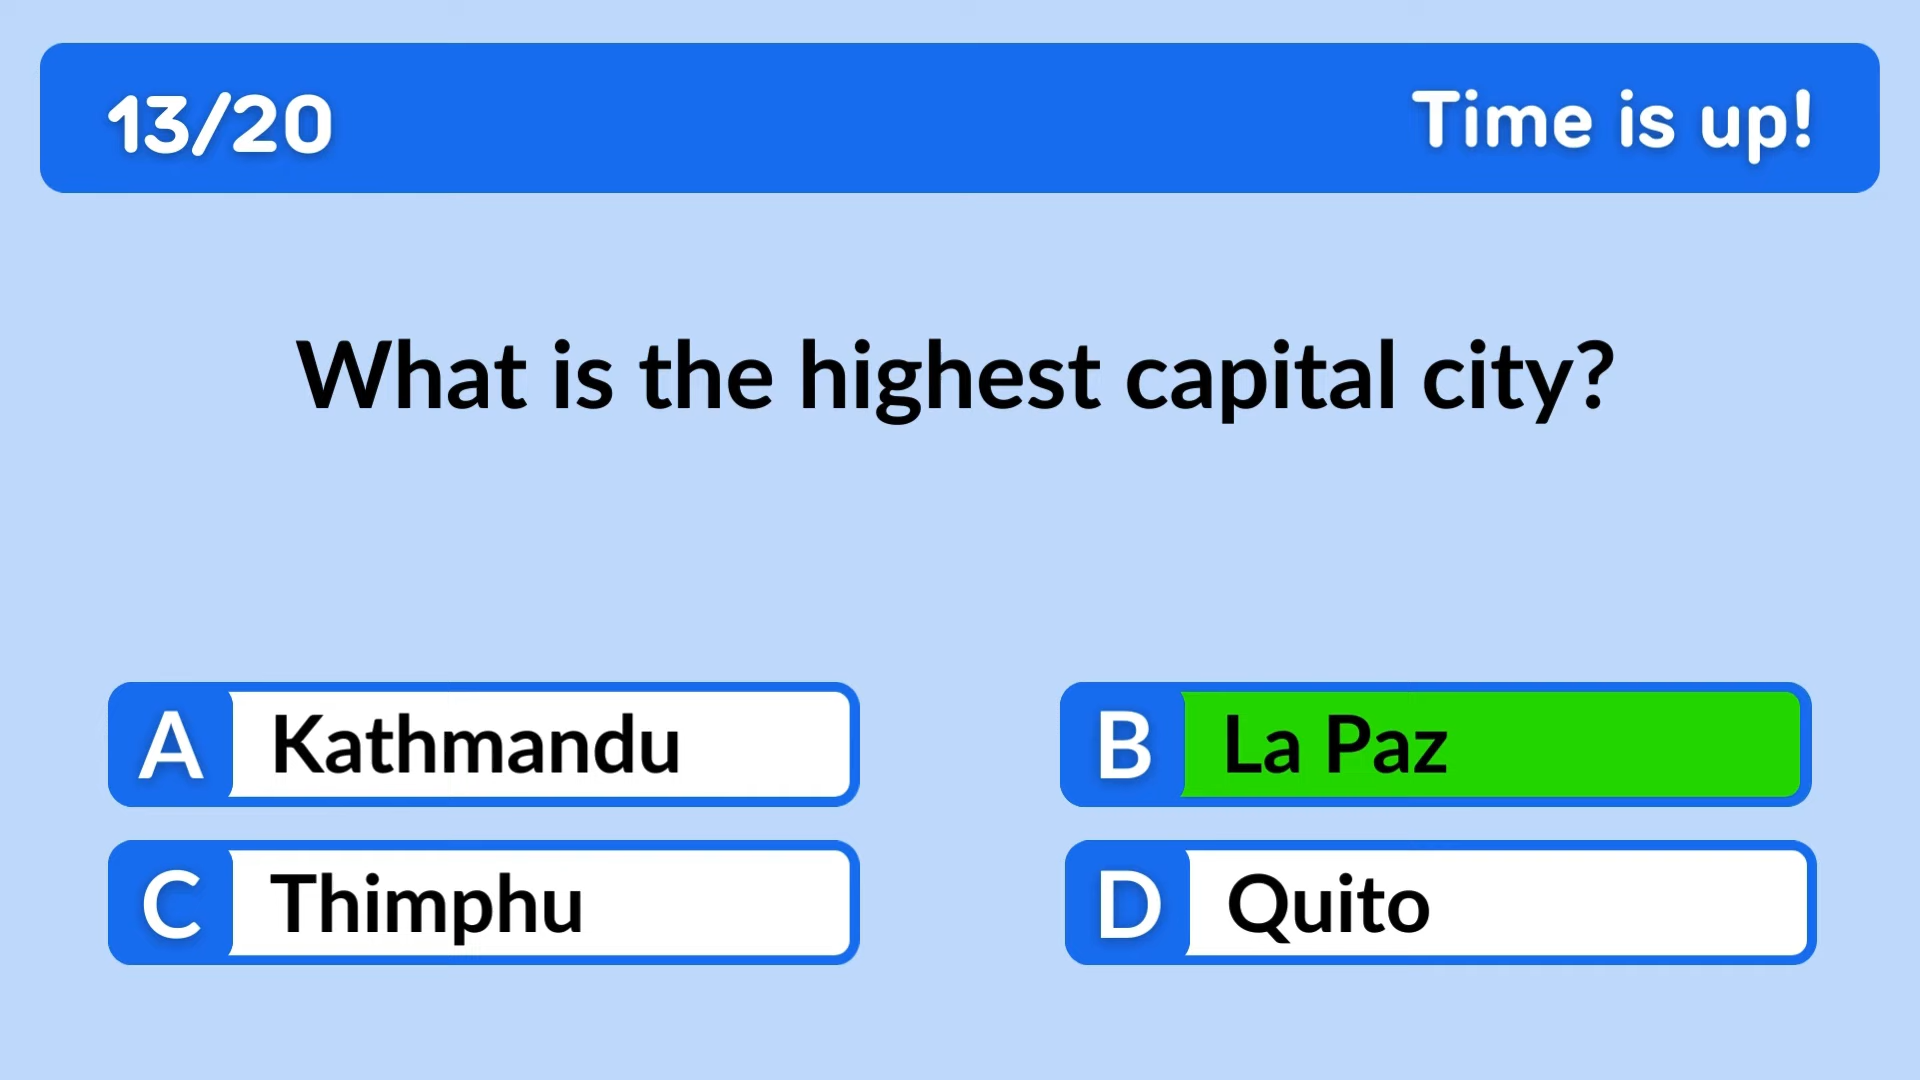 13/20
Time is up!
What is the highest capital city?
A Kathmandu
B La Paz
C Thimphu
D Quito